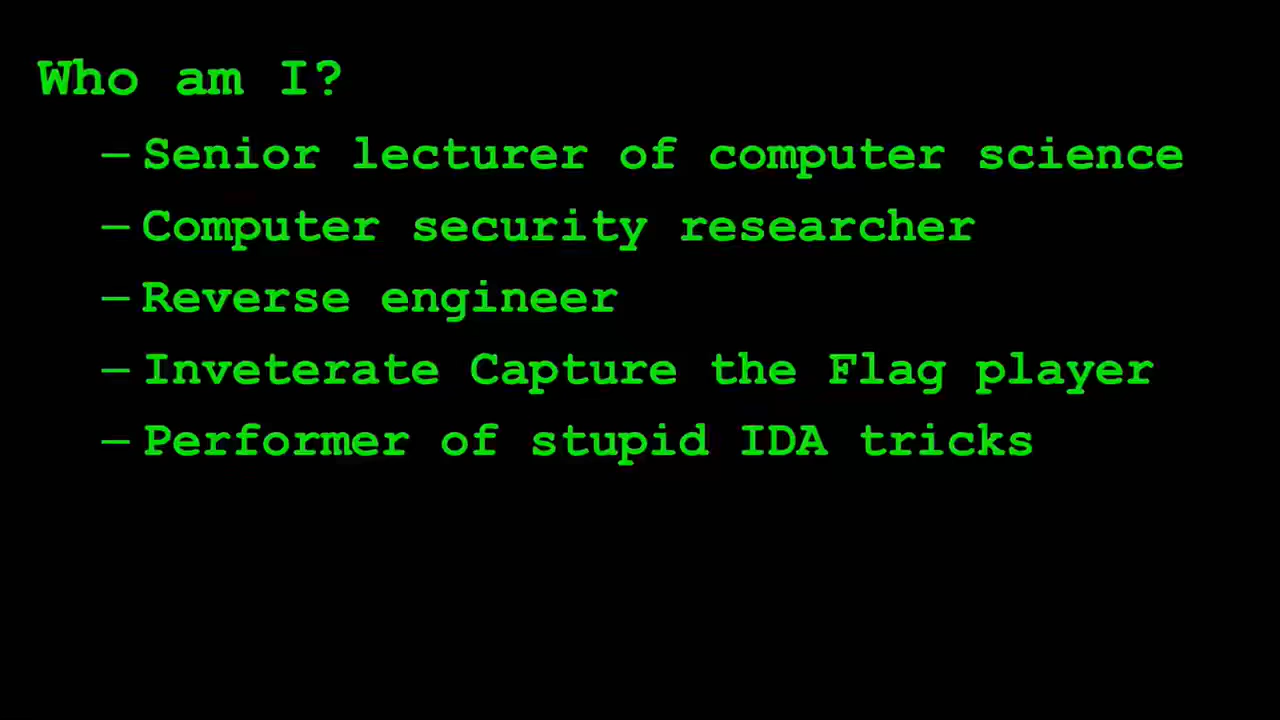 Who am I?
– Senior lecturer of computer science
– Computer security researcher
– Reverse engineer
– Inveterate Capture the Flag player
– Performer of stupid IDA tricks